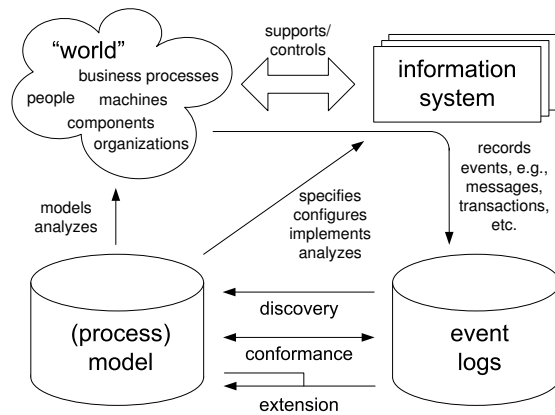 “world”
business processes
people
machines
components
organizations
supports/
controls
information
system
records
events, e.g.,
messages,
transactions,
etc.
models
analyzes
specifies
configures
implements
analyzes
(process)
model
discovery
conformance
extension
event
logs